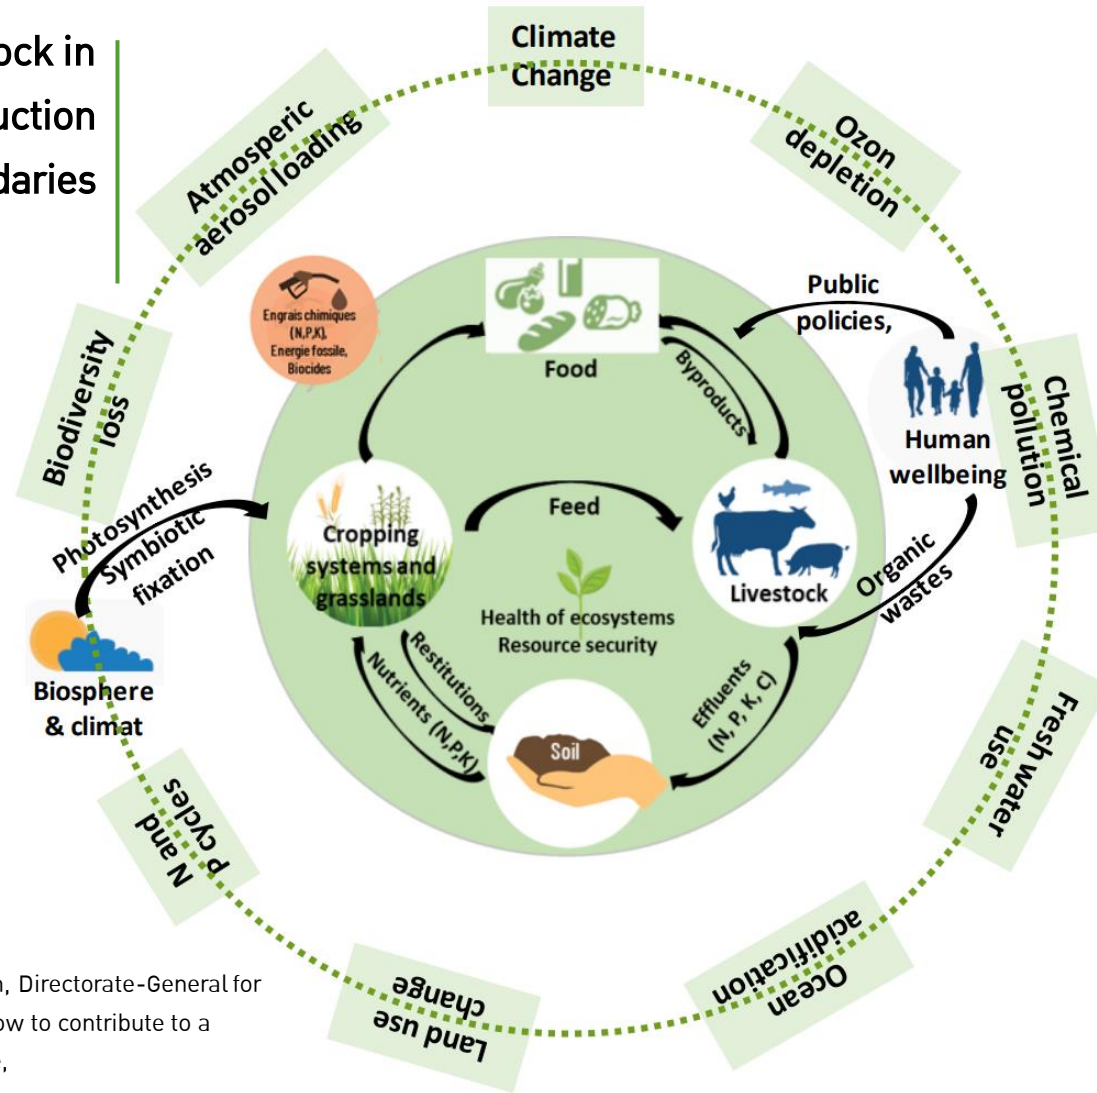 ock in
uction
daries
Climate
Change
Ozon
depletion
Chemical
pollution
Fresh water
use
Ocean
acidification
Land use
change
N and
P cycles
Biodiversity
loss
Atmosperic
aerosol loading
Engrais chimiques
(N,P,K),
Energie fossile,
Biocides
Food
Byproducts
Public
policies,
Human
wellbeing
Organic
wastes
Photosynthesis
Symbiotic
fixation
Biosphere
& climat
Cropping
systems and
grasslands
Feed
Livestock
Health of ecosystems
Resource security
Restitutions
Nutrients (N,P,K)
Effluents
(N, P, K, C)
Soil
n, Directorate-General for
ow to contribute to a